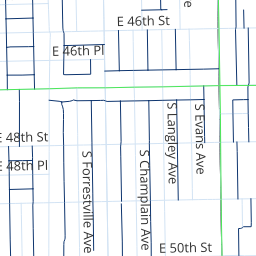 e
E 46th St
E 46th Pl
E 48th St
E 48th Pl
S Forrestville Ave
S Champlain Ave
S Langley Ave
S Evans Ave
E 50th St